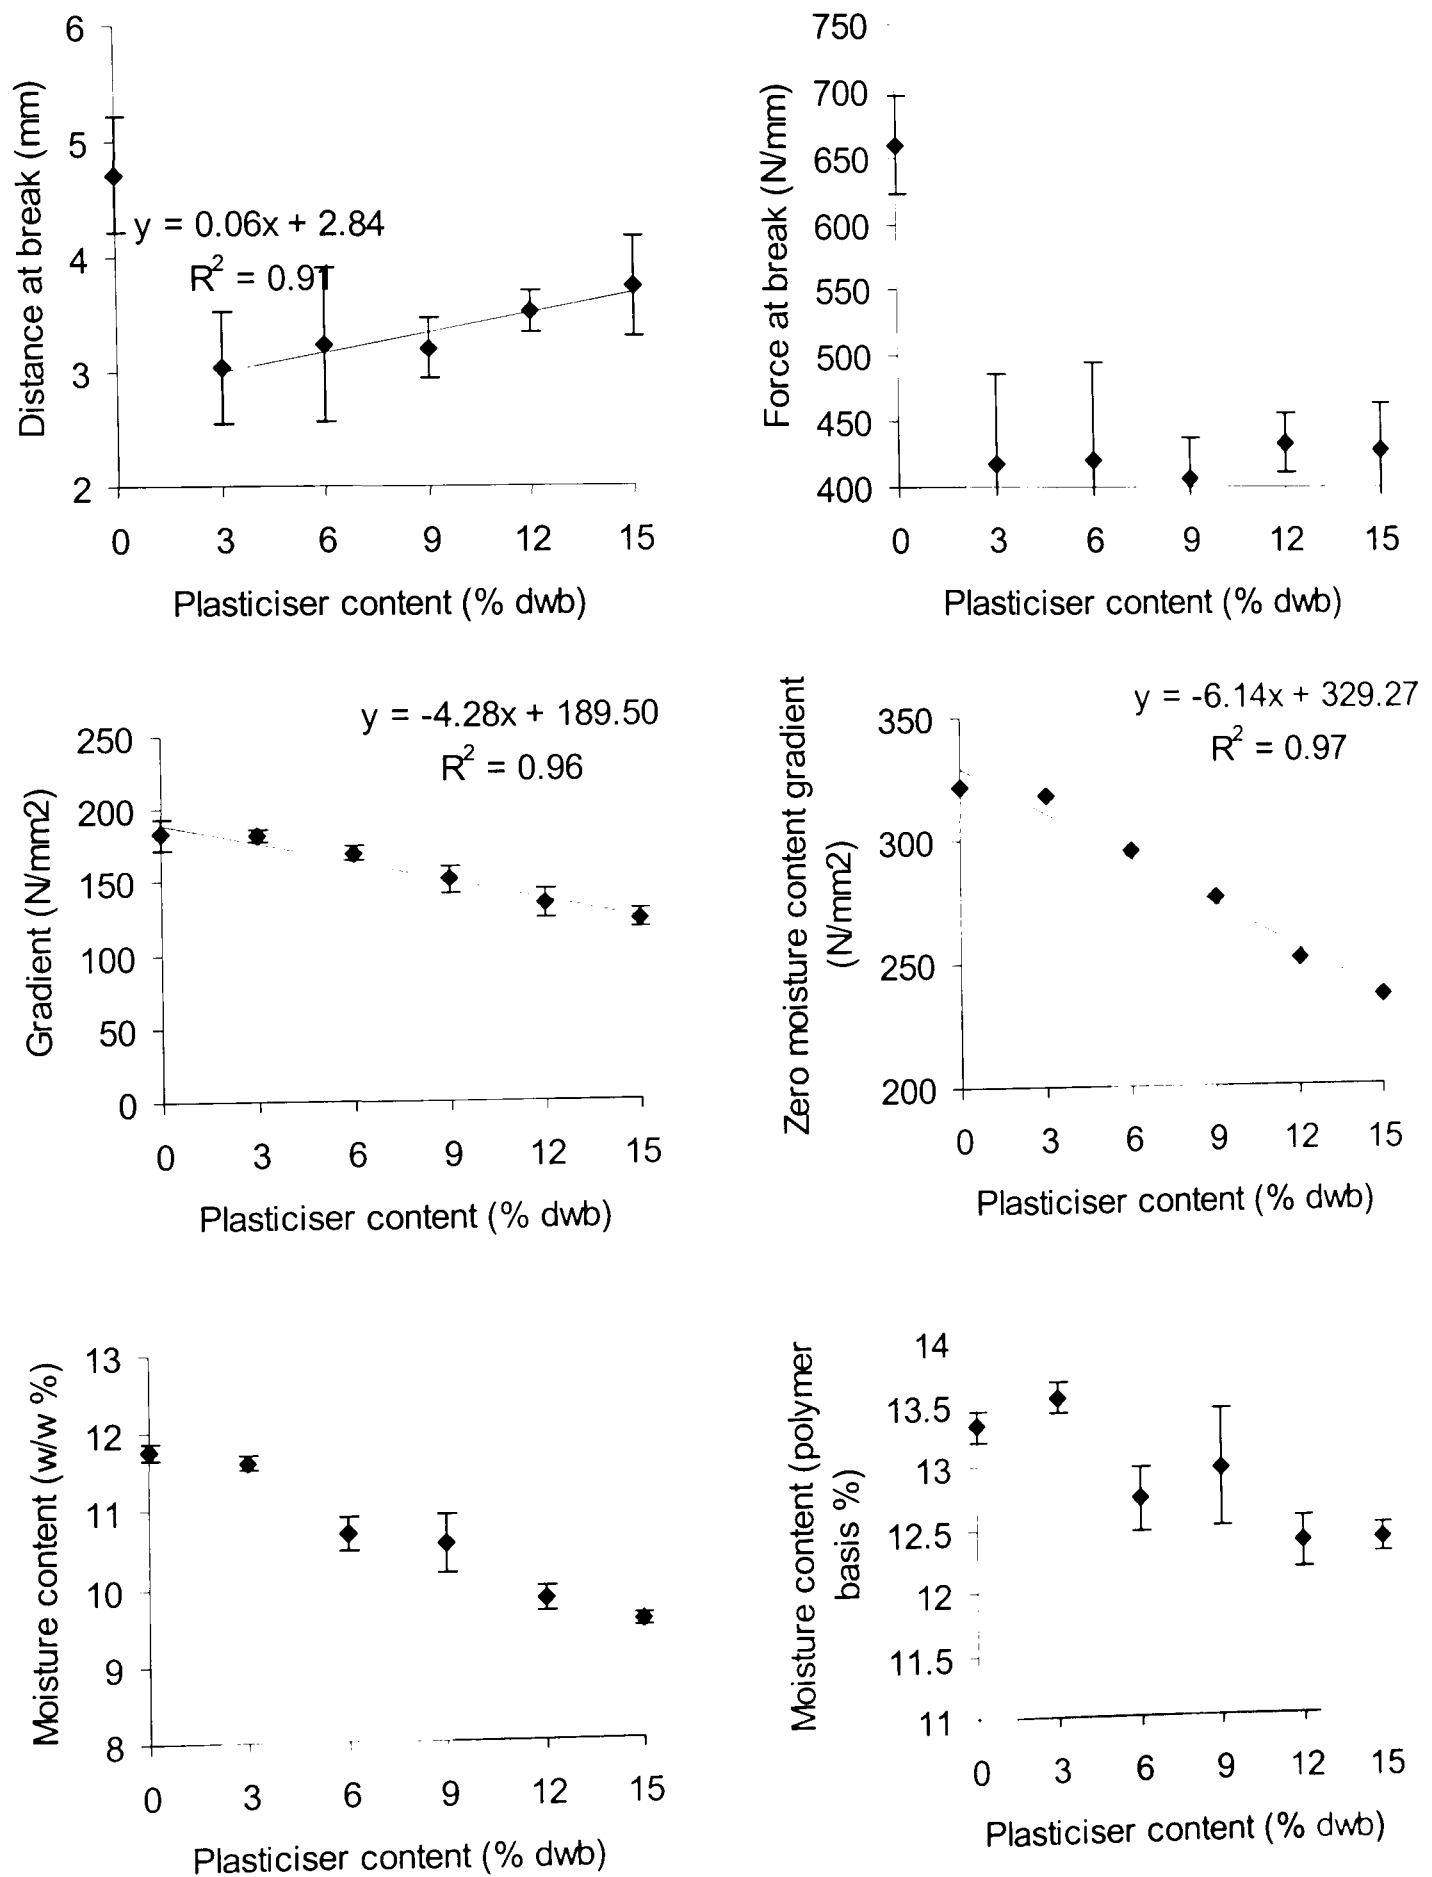 Distance at break (mm)
6
5
4
3
2
y = 0.06x + 2.84
R² = 0.91
0 3 6 9 12 15
Plasticiser content (% dwb)
Force at break (N/mm)
750
700
650
600
550
500
450
400
0 3 6 9 12 15
Plasticiser content (% dwb)
y = -4.28x + 189.50
R² = 0.96
Gradient (N/mm2)
250
200
150
100
50
0
0 3 6 9 12 15
Plasticiser content (% dwb)
y = -6.14x + 329.27
R² = 0.97
Zero moisture content gradient
(N/mm2)
350
300
250
200
0 3 6 9 12 15
Plasticiser content (% dwb)
Moisture content (w/w %)
13
12
11
10
9
8
0 3 6 9 12 15
Plasticiser content (% dwb)
Moisture content (polymer
basis %)
14
13.5
13
12.5
12
11.5
11
0 3 6 9 12 15
Plasticiser content (% dwb)